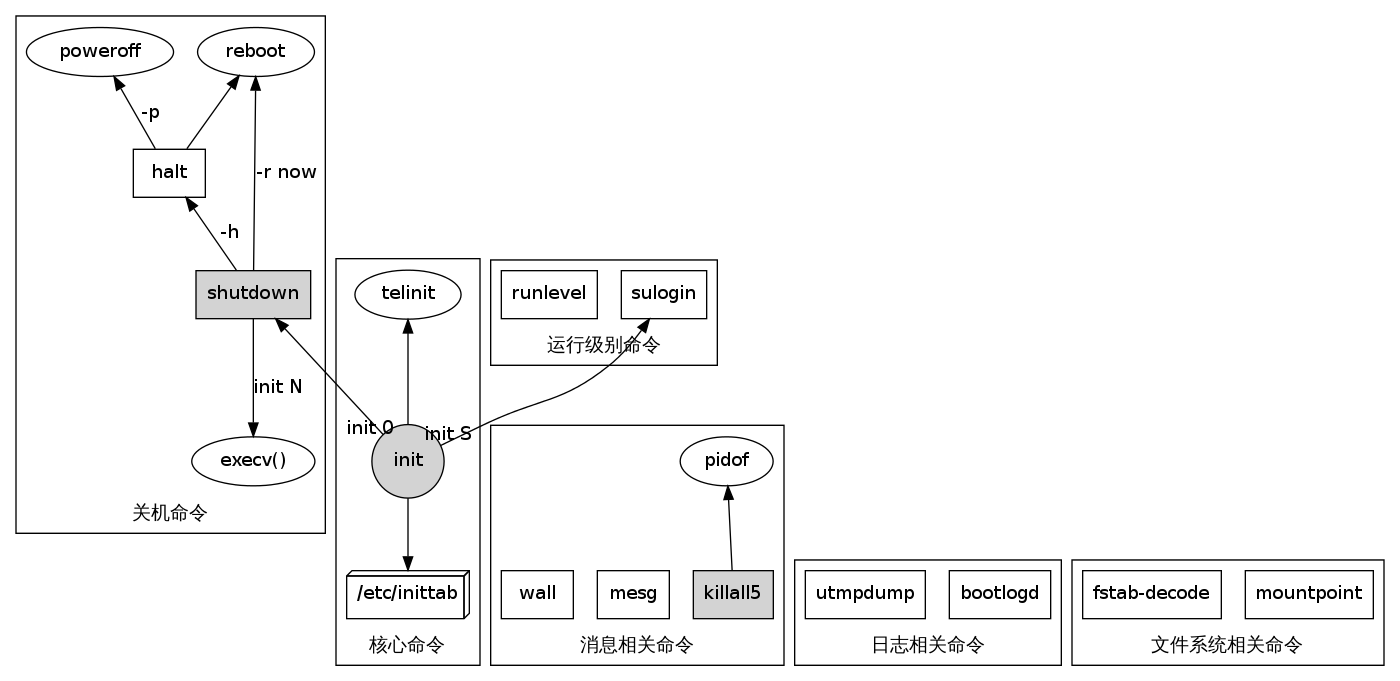 poweroff
reboot
-p
halt
-r now
-h
shutdown
init N
execv()
关机命令
telinit
init 0
init S
init
/etc/inittab
核心命令
runlevel
sulogin
运行级别命令
pidof
wall
mesg
killall5
消息相关命令
utmpdump
bootlogd
日志相关命令
fstab-decode
mountpoint
文件系统相关命令